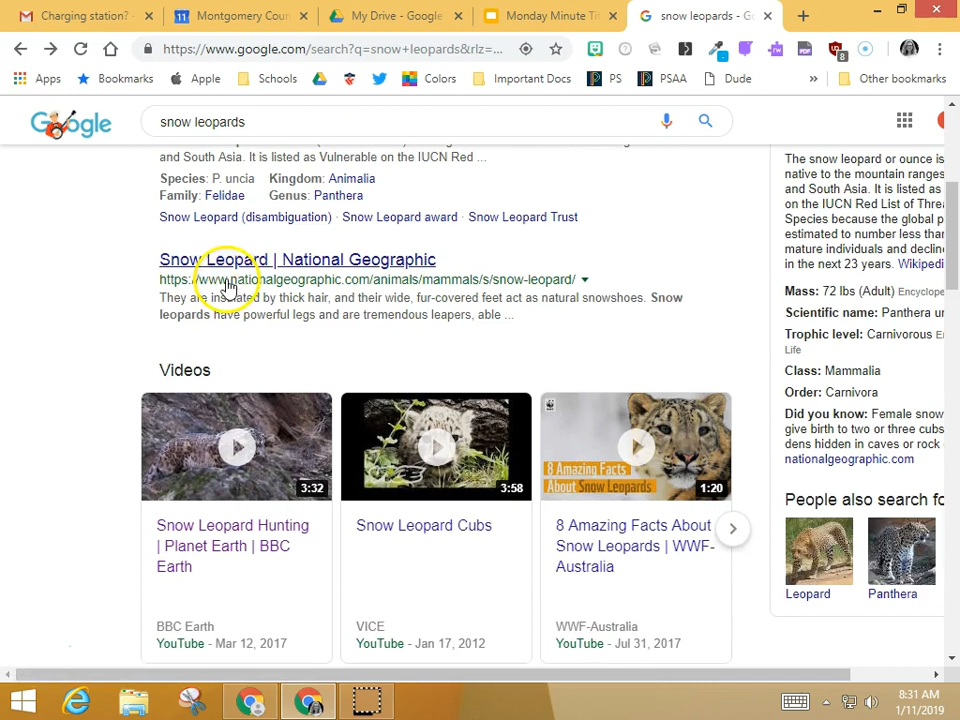 Charging station? -
Montgomery Coun
My Drive - Google
Monday Minute Tit
snow leopards - Go
https://www.google.com/search?q=snow+leopards&rlz=...
Apps
Bookmarks
Apple
Schools
Colors
Important Docs
PS
PSAA
Dude
Other bookmarks
Google
snow leopards
and South Asia. It is listed as Vulnerable on the IUCN Red ...
Species: P. uncia Kingdom: Animalia
Family: Felidae Genus: Panthera
Snow Leopard (disambiguation) · Snow Leopard award · Snow Leopard Trust
Snow Leopard | National Geographic
https://www.nationalgeographic.com/animals/mammals/s/snow-leopard/
They are insulated by thick hair, and their wide, fur-covered feet act as natural snowshoes. Snow
leopards have powerful legs and are tremendous leapers, able ...
Videos
3:32
3:58
8 Amazing Facts
About Snow Leopards
1:20
Snow Leopard Hunting
| Planet Earth | BBC
Earth
BBC Earth
YouTube - Mar 12, 2017
Snow Leopard Cubs
VICE
YouTube - Jan 17, 2012
8 Amazing Facts About
Snow Leopards | WWF-
Australia
WWF-Australia
YouTube - Jul 31, 2017
The snow leopard or ounce is
native to the mountain ranges
and South Asia. It is listed as
on the IUCN Red List of Threa
Species because the global p
estimated to number less than
mature individuals and decline
in the next 23 years. Wikipedi
Mass: 72 lbs (Adult) Encyclope
Scientific name: Panthera un
Trophic level: Carnivorous En
Life
Class: Mammalia
Order: Carnivora
Did you know: Female snow
give birth to two or three cubs
dens hidden in caves or rock
nationalgeographic.com
People also search fo
Leopard
Panthera
8:31 AM
1/11/2019